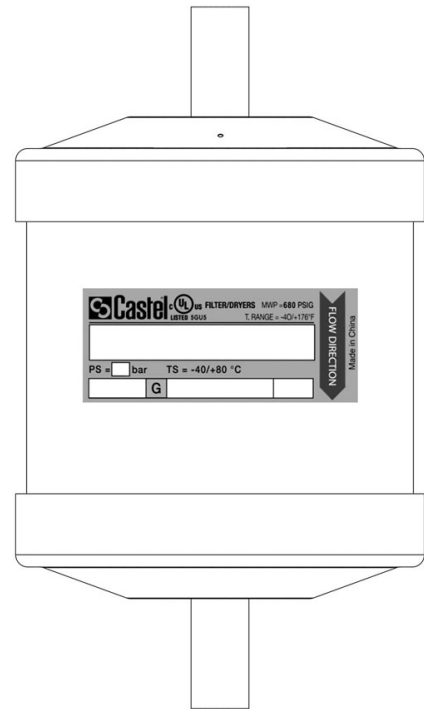 Castel c UL us FILTER/DRYERS MWP =680 PSIG
LISTED SGUS T. RANGE = -40/+176°F
PS = bar TS = -40/+80 °C
G
FLOW DIRECTION
Made in China